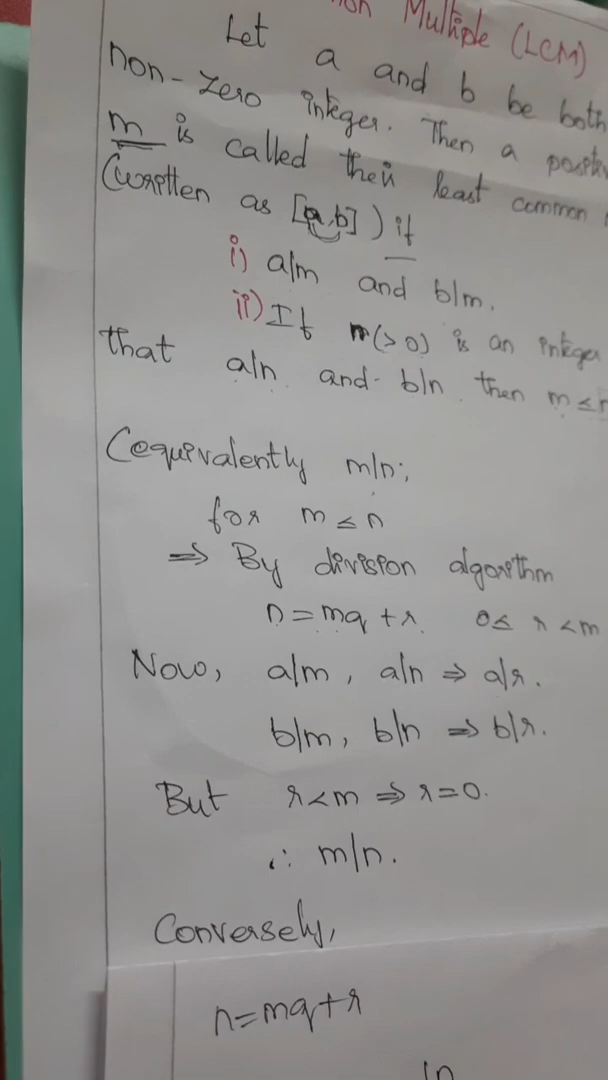 Multiple (LCM)
Let a and b be both
non-zero integer. Then a
m is called their least common
(written as [a,b]) if
i) a/m and b/m.
ii) If m(>0) is an integer
that a/n and b/n then m ≤
(equivalently m/n;
for m ≤ n
⇒ By division algorithm
n=mq+r. 0≤ r <m
Now, a/m, a/n ⇒ a/r.
b/m, b/n ⇒ b/r.
But r<m ⇒ r=0.
∴ m/n.
Conversely,
n=mq+r